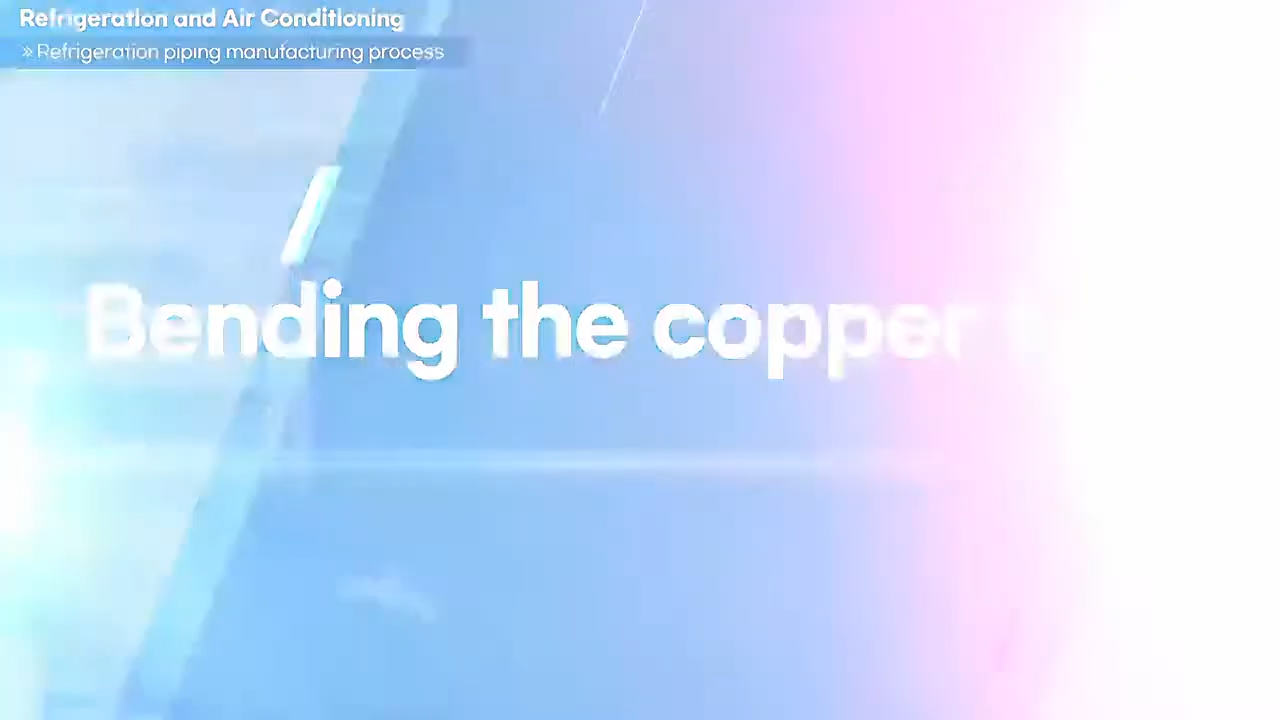 Refrigeration and Air Conditioning
» Refrigeration piping manufacturing process
Bending the copper